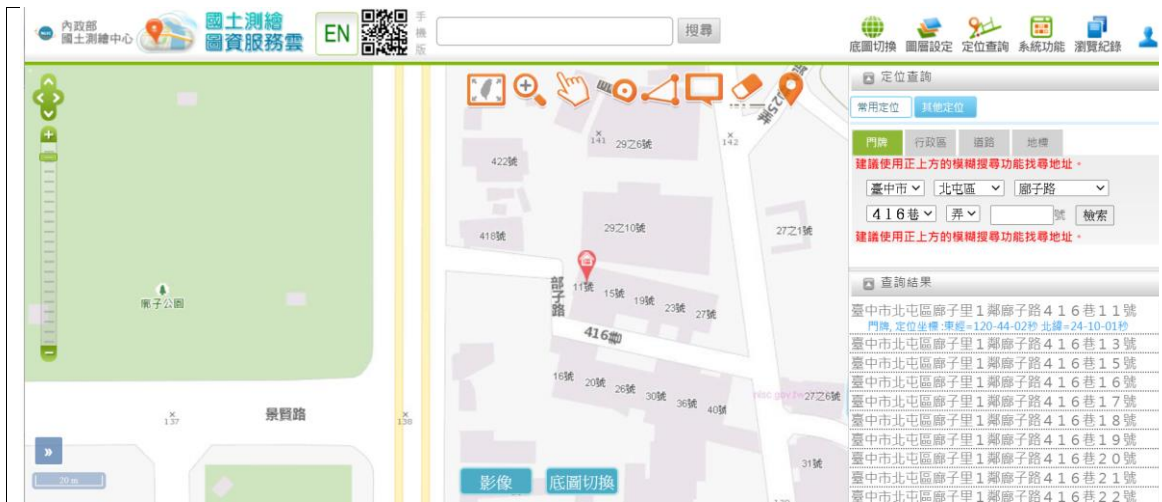 內政部
國土測繪中心
國土測繪
圖資服務雲
EN
手機版
搜尋
底圖切換 圖層設定 定位查詢 系統功能 瀏覽紀錄
定位查詢
常用定位 其他定位
門牌 行政區 道路 地標
建議使用正上方的模糊搜尋功能找尋地址。
臺中市 北屯區 廍子路
416巷 弄 號 檢索
建議使用正上方的模糊搜尋功能找尋地址。
查詢結果
臺中市北屯區廍子里1鄰廍子路416巷11號
門牌, 定位坐標:東經=120-44-02秒 北緯=24-10-01秒
臺中市北屯區廍子里1鄰廍子路416巷13號
臺中市北屯區廍子里1鄰廍子路416巷15號
臺中市北屯區廍子里1鄰廍子路416巷16號
臺中市北屯區廍子里1鄰廍子路416巷17號
臺中市北屯區廍子里1鄰廍子路416巷18號
臺中市北屯區廍子里1鄰廍子路416巷19號
臺中市北屯區廍子里1鄰廍子路416巷20號
臺中市北屯區廍子里1鄰廍子路416巷21號
臺中市北屯區廍子里1鄰廍子路416巷22號
141
29之6號
142
422號
418號
29之10號
27之1號
廍子路
11號
15號
19號
23號
27號
416巷
廍子公園
16號
20號
26號
30號
36號
40號
27之6號
景賢路
137
138
31號
»
20 m
影像
底圖切換